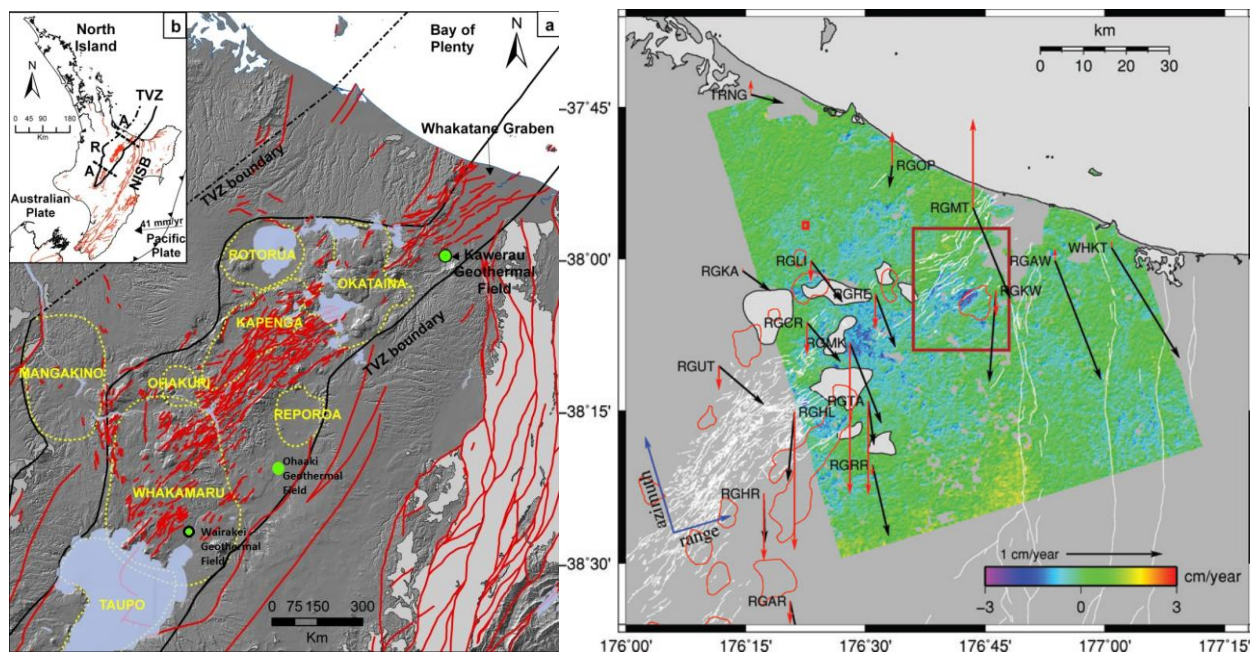 b
North
Island
N
TVZ
0 45 90 180
Km
A
R
A
NISB
Australian
Plate
41 mm/yr
Pacific
Plate
a
Bay of
Plenty
N
Whakatane Graben
TVZ boundary
ROTORUA
OKATAINA
Kawerau
Geothermal
Field
KAPENGA
TVZ boundary
MANGAKINO
OHAKURI
REPOROA
Ohaaki
Geothermal
Field
WHAKAMARU
Wairakei
Geothermal
Field
TAUPO
0 75 150 300
Km
km
0 10 20 30
N
37°45'
38°00'
38°15'
38°30'
TRNG
RGOP
RGMT
WHKT
RGLI
RGAW
RGKA
RGRE
RGKW
RGCR
RGMK
RGUT
RGTA
RGHL
RGRR
RGHR
RGAR
azimuth
range
1 cm/year
cm/year
−3 0 3
176°00' 176°15' 176°30' 176°45' 177°00' 177°15'